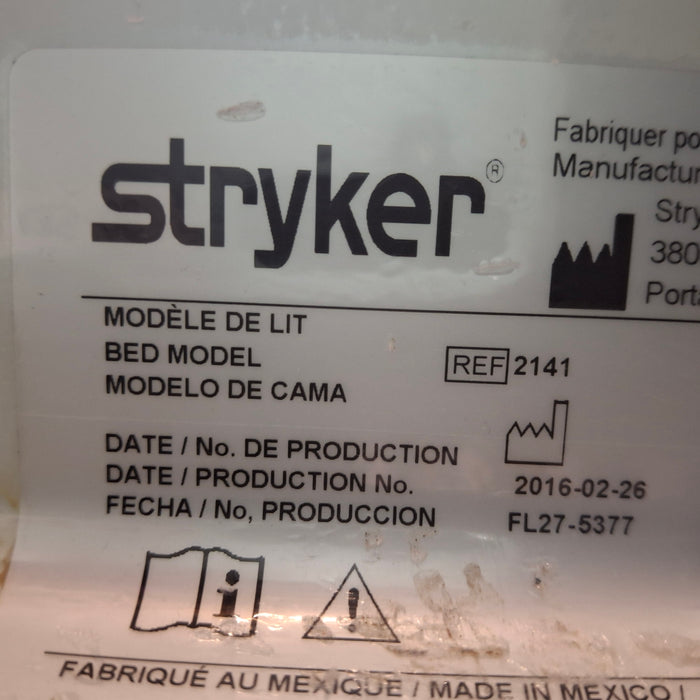 stryker®
Fabriquer
Manufactur
Stry
380
Port
MODÈLE DE LIT
BED MODEL
MODELO DE CAMA
REF 2141
DATE / No. DE PRODUCTION
DATE / PRODUCTION No.
FECHA / No, PRODUCCION
2016-02-26
FL27-5377
FABRIQUÉ AU MEXIQUE / MADE IN MEXICO